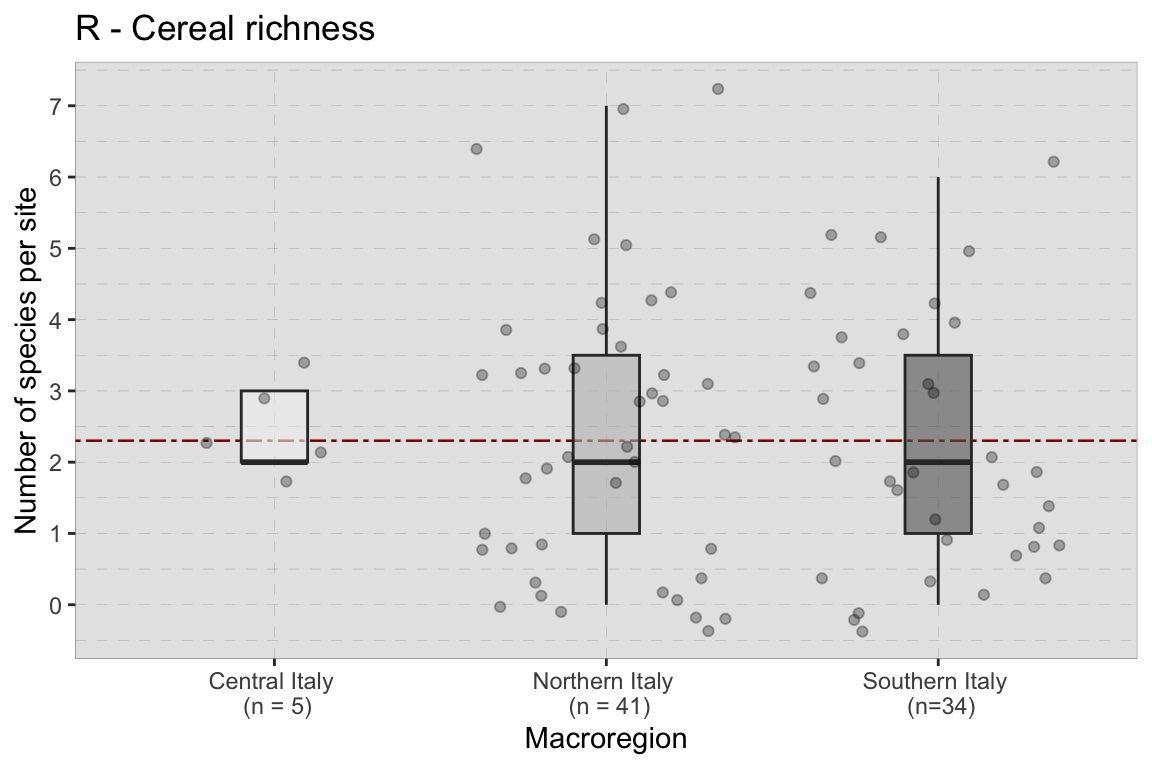 R - Cereal richness
Number of species per site
7
6
5
4
3
2
1
0
Central Italy
(n = 5)
Northern Italy
(n = 41)
Southern Italy
(n=34)
Macroregion